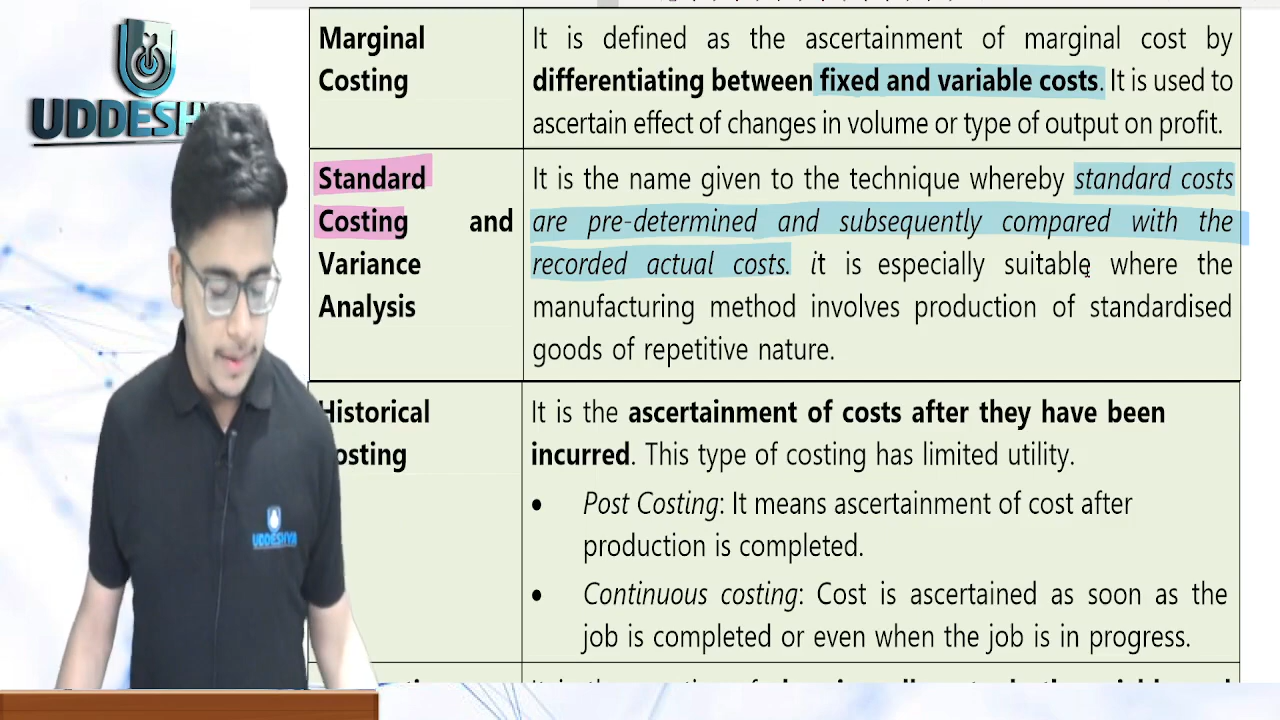 UDDESHYA
Marginal
Costing
It is defined as the ascertainment of marginal cost by
differentiating between fixed and variable costs. It is used to
ascertain effect of changes in volume or type of output on profit.
Standard
Costing and
Variance
Analysis
It is the name given to the technique whereby standard costs
are pre-determined and subsequently compared with the
recorded actual costs. it is especially suitable where the
manufacturing method involves production of standardised
goods of repetitive nature.
Historical
osting
It is the ascertainment of costs after they have been
incurred. This type of costing has limited utility.
• Post Costing: It means ascertainment of cost after
production is completed.
• Continuous costing: Cost is ascertained as soon as the
job is completed or even when the job is in progress.
UDDESHYA